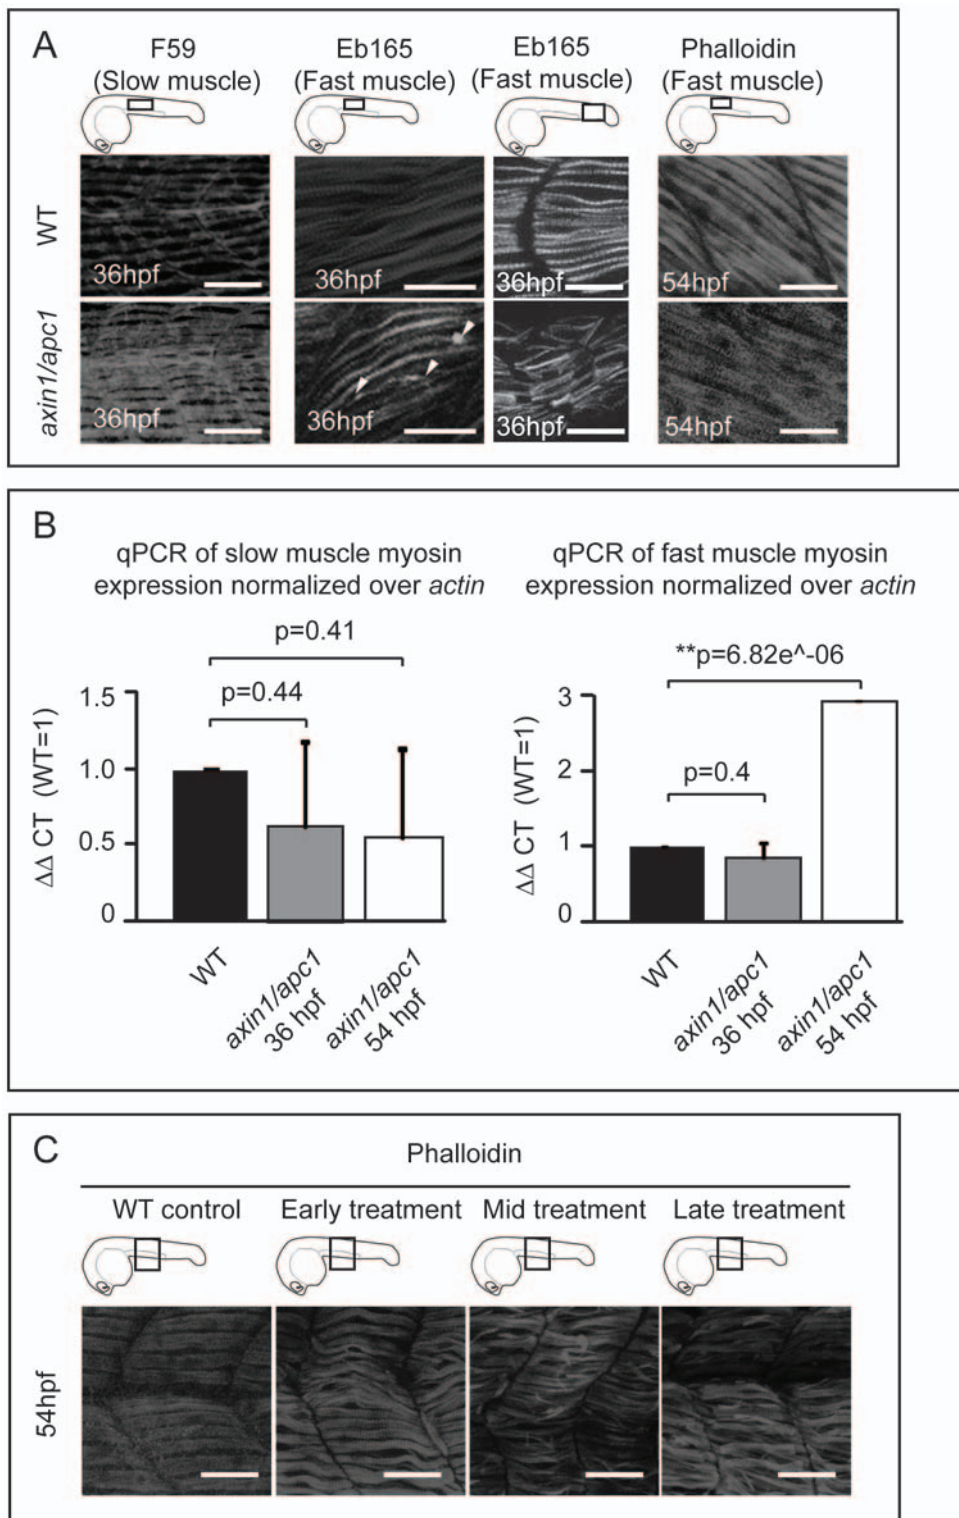 A
F59
(Slow muscle)
Eb165
(Fast muscle)
Eb165
(Fast muscle)
Phalloidin
(Fast muscle)
WT
36hpf
36hpf
36hpf
54hpf
axin1/apc1
36hpf
36hpf
36hpf
54hpf
B
qPCR of slow muscle myosin
expression normalized over actin
p=0.41
p=0.44
ΔΔ CT (WT=1)
1.5
1.0
0.5
0
WT
axin1/apc1
36 hpf
axin1/apc1
54 hpf
qPCR of fast muscle myosin
expression normalized over actin
**p=6.82e^-06
p=0.4
ΔΔ CT (WT=1)
3
2
1
0
WT
axin1/apc1
36 hpf
axin1/apc1
54 hpf
C
Phalloidin
WT control
Early treatment
Mid treatment
Late treatment
54hpf